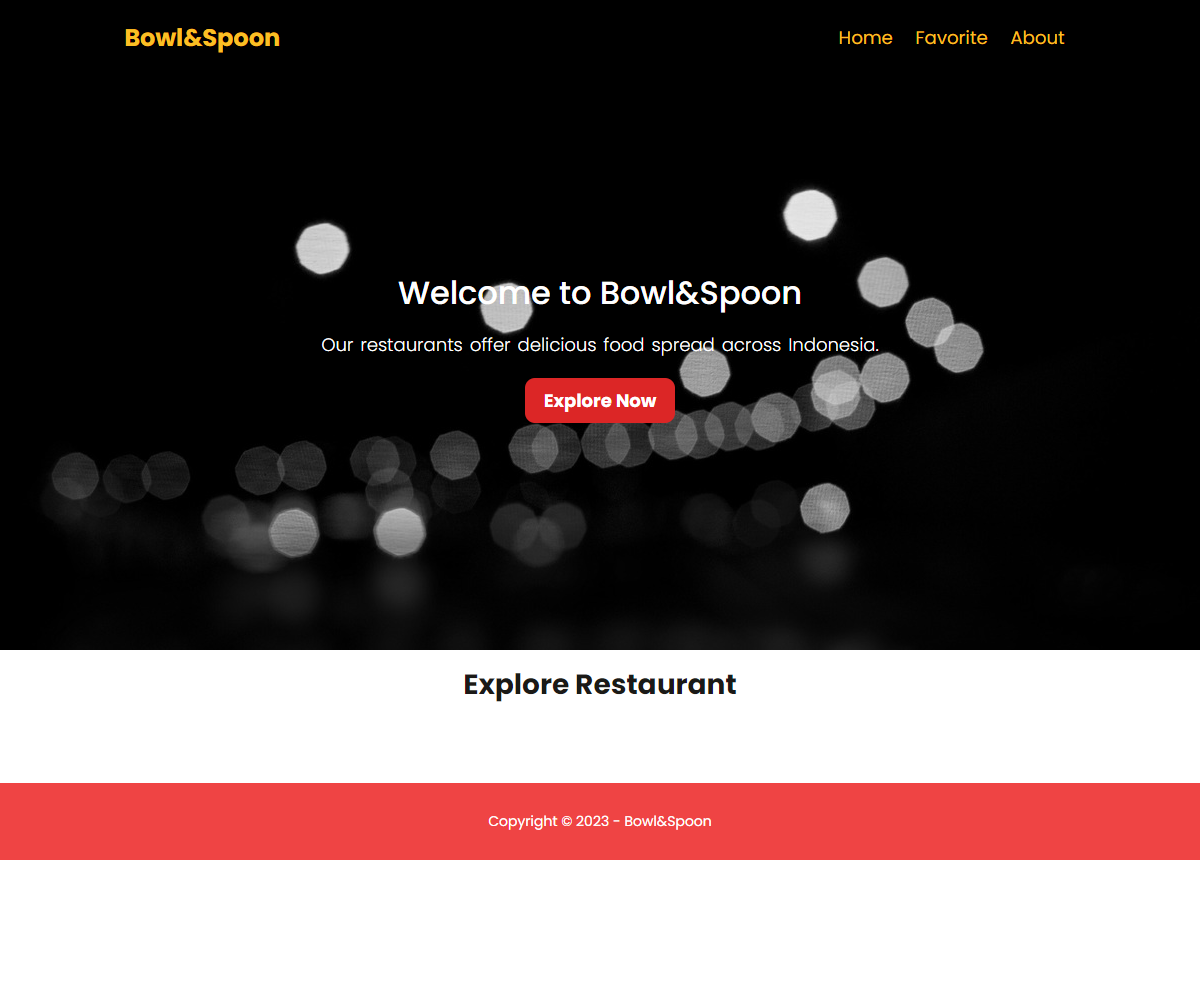 Bowl&Spoon
Home Favorite About
Welcome to Bowl&Spoon
Our restaurants offer delicious food spread across Indonesia.
Explore Now
Explore Restaurant
Copyright © 2023 - Bowl&Spoon